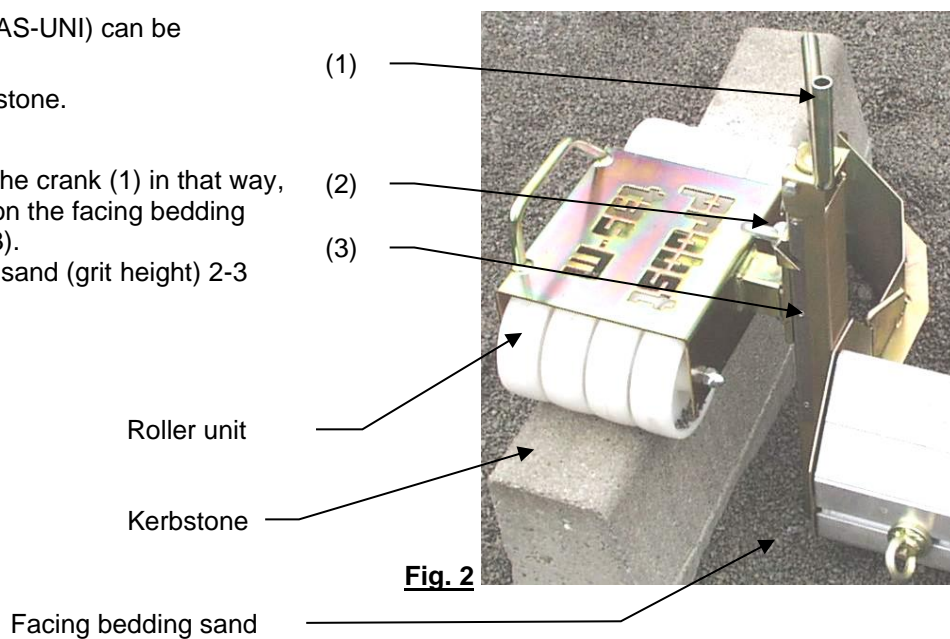 AS-UNI) can be
(1)
stone.
he crank (1) in that way,
(2)
on the facing bedding
3).
(3)
sand (grit height) 2-3
Roller unit
Kerbstone
Fig. 2
Facing bedding sand